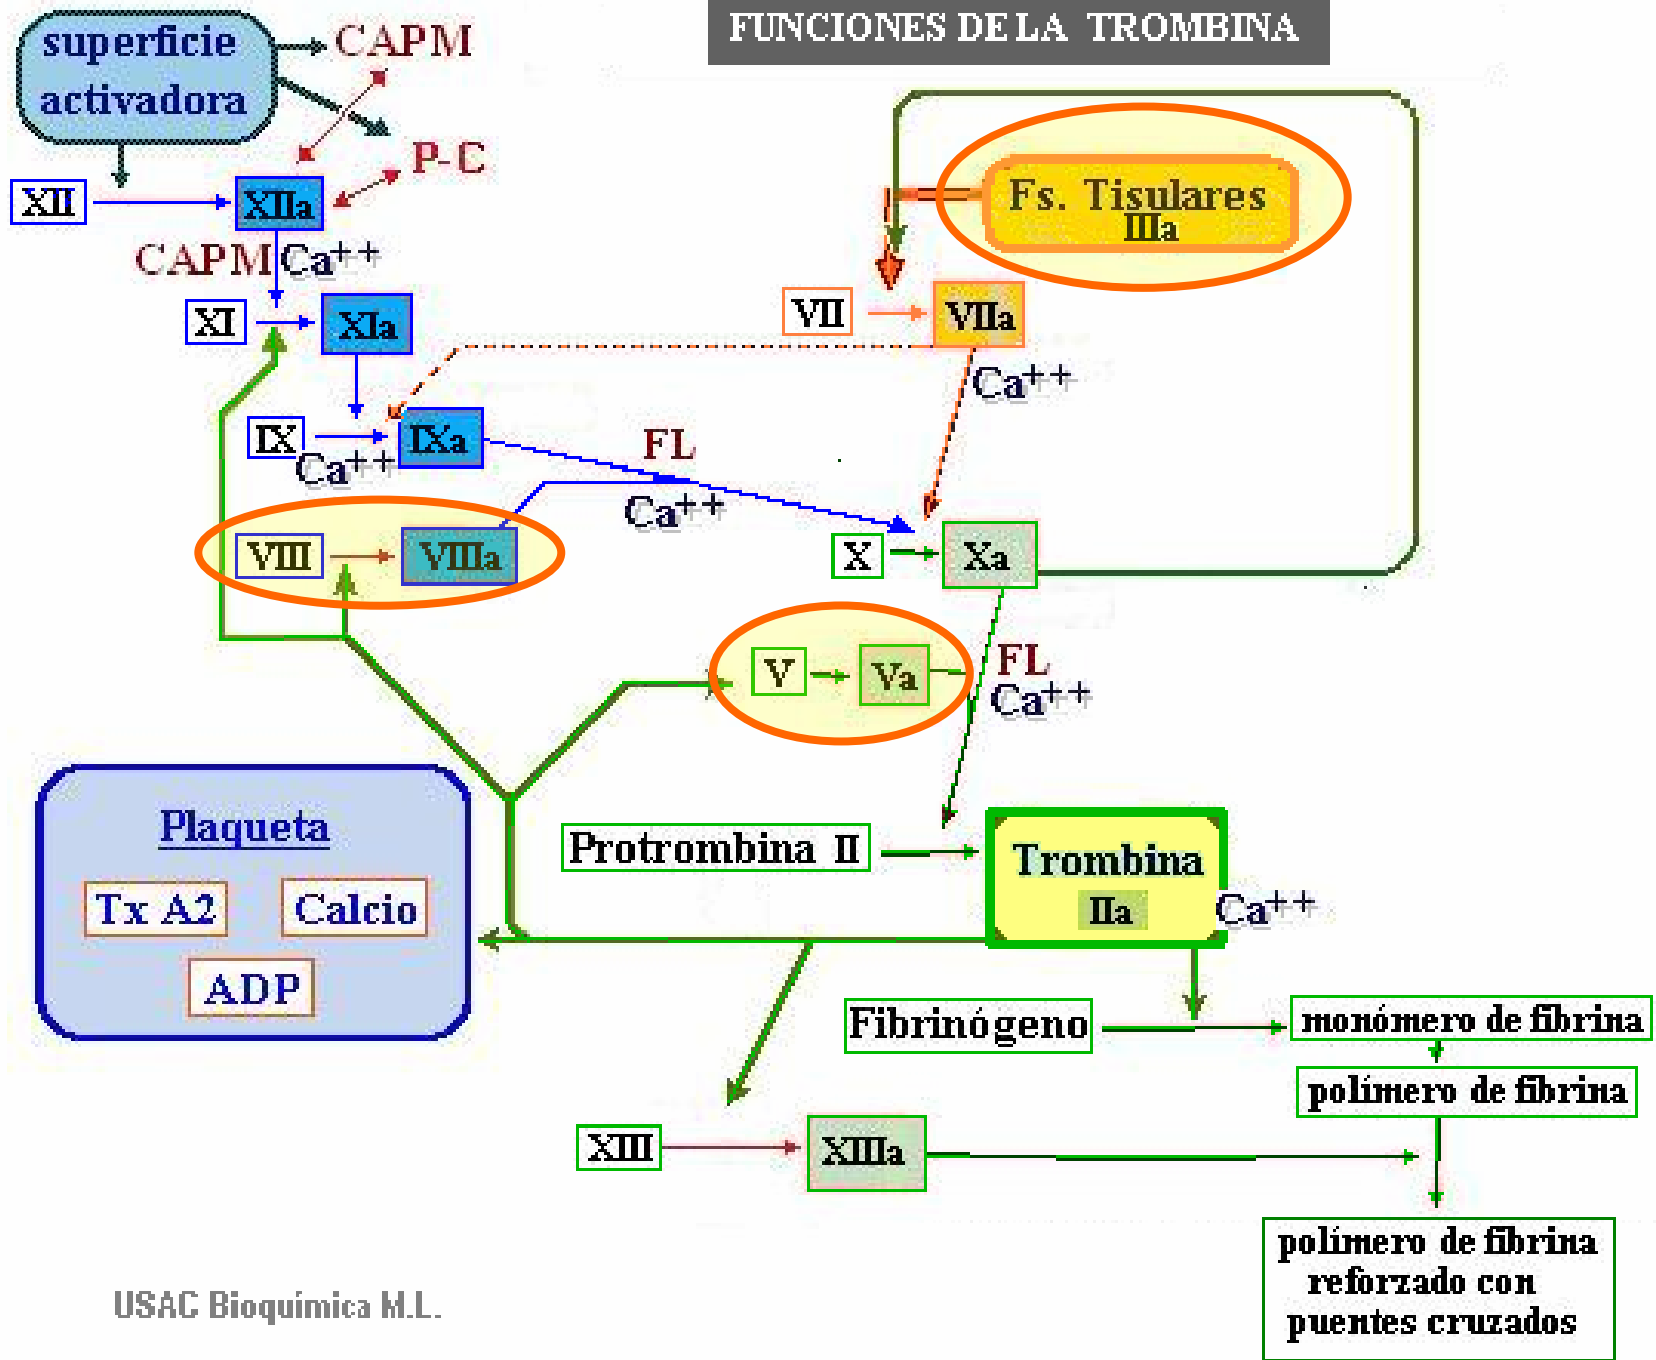 FUNCIONES DE LA TROMBINA
superficie
activadora
CAPM
P-C
XII
XIIa
CAPM
Ca++
Fs. Tisulares
IIIa
XI
XIa
VII
VIIa
Ca++
IX
IXa
Ca++
FL
Ca++
VIII
VIIIa
X
Xa
V
Va
FL
Ca++
Plaqueta
Tx A2
Calcio
ADP
Protrombina II
Trombina
IIa
Ca++
Fibrinógeno
monómero de fibrina
polímero de fibrina
XIII
XIIIa
polímero de fibrina
reforzado con
puentes cruzados
USAC Bioquímica M.L.